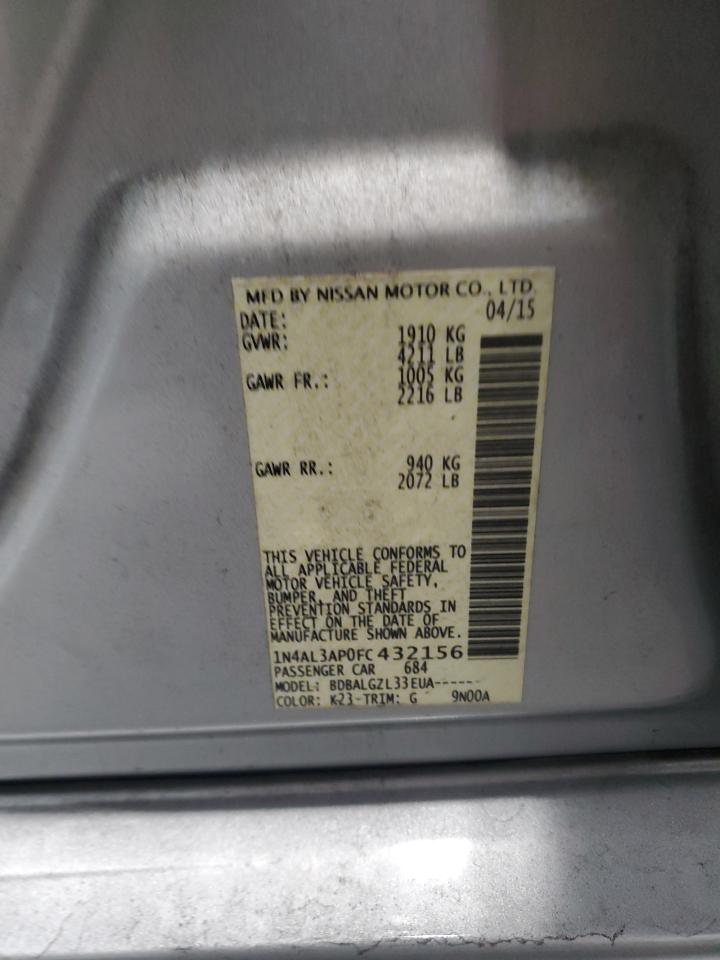 MFD BY NISSAN MOTOR CO., LTD.
DATE: 04/15
GVWR: 1910 KG
4211 LB
GAWR FR.: 1005 KG
2216 LB
GAWR RR.: 940 KG
2072 LB
THIS VEHICLE CONFORMS TO
ALL APPLICABLE FEDERAL
MOTOR VEHICLE SAFETY,
BUMPER, AND THEFT
PREVENTION STANDARDS IN
EFFECT ON THE DATE OF
MANUFACTURE SHOWN ABOVE.
1N4AL3AP0FC432156
PASSENGER CAR 684
MODEL: BDBALGZL33EUA------
COLOR: K23-TRIM: G 9N00A